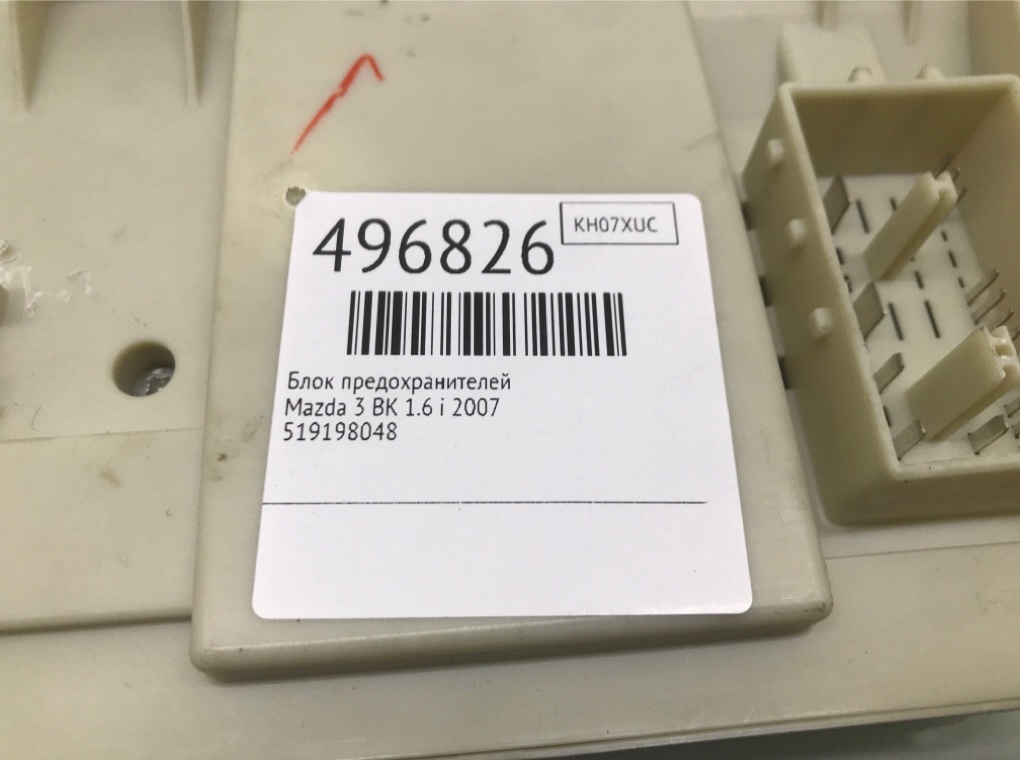 496826
KH07XUC
Блок предохранителей
Mazda 3 BK 1.6 i 2007
519198048